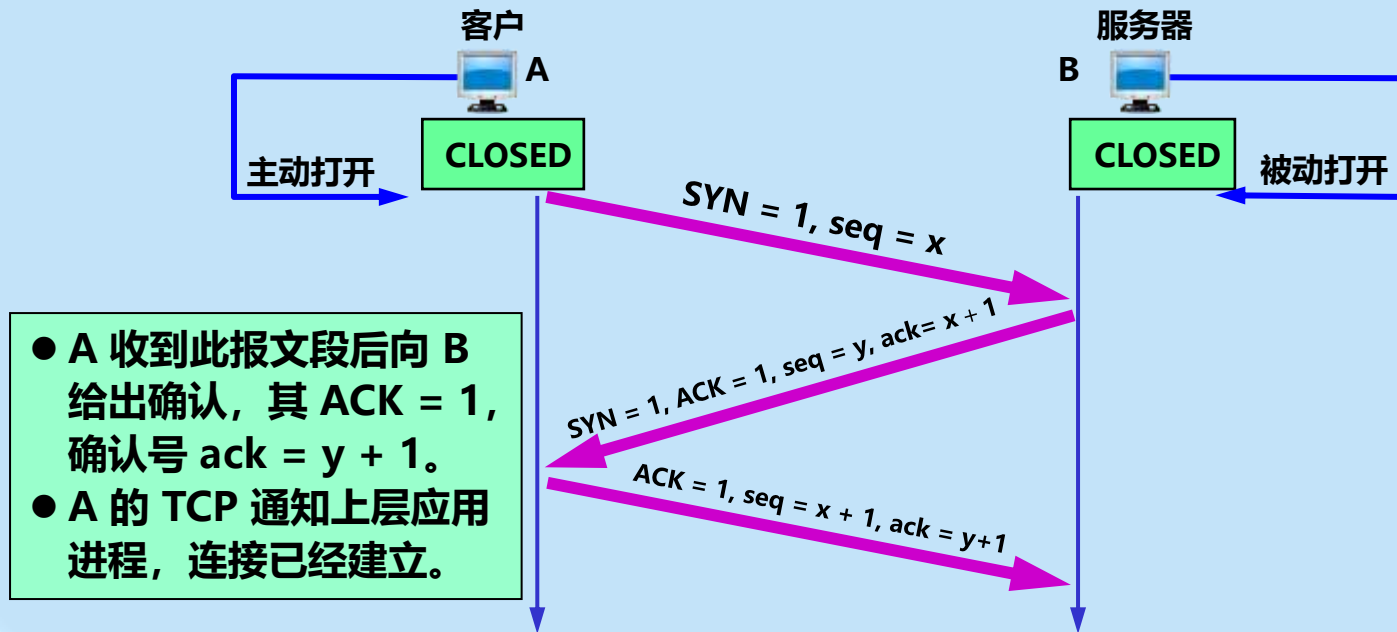 客户
服务器
A
B
CLOSED
CLOSED
主动打开
被动打开
SYN = 1, seq = x
SYN = 1, ACK = 1, seq = y, ack= x + 1
ACK = 1, seq = x + 1, ack = y+1
● A 收到此报文段后向 B
给出确认，其 ACK = 1,
确认号 ack = y + 1。
● A 的 TCP 通知上层应用
进程，连接已经建立。